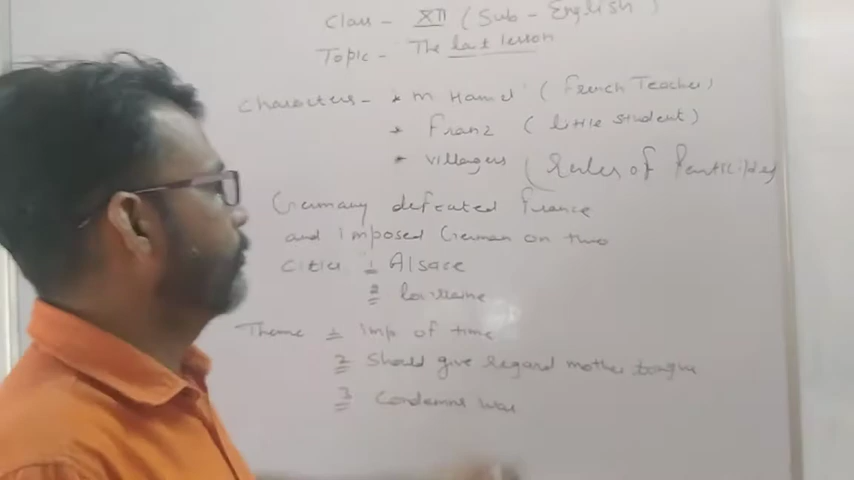 Class - XII (Sub - English)
Topic - The last lesson
Characters - * M Hamel (French Teacher)
* Franz (little student)
* villagers (Rules of Participles
Germany defeated France
and imposed German on two
cities 1 Alsace
2 Lorraine
Theme 1 Imp of time
2 Should give regard mother tongue
3 Condemns war